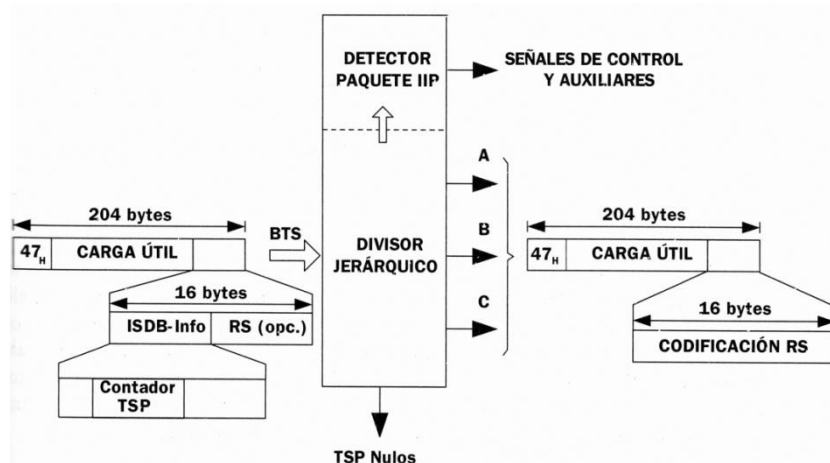 DETECTOR
PAQUETE IIP
SEÑALES DE CONTROL
Y AUXILIARES
A
204 bytes
BTS
47H
CARGA ÚTIL
DIVISOR
JERÁRQUICO
B
204 bytes
47H
CARGA ÚTIL
16 bytes
ISDB-Info
RS (opc.)
C
16 bytes
CODIFICACIÓN RS
Contador
TSP
TSP Nulos